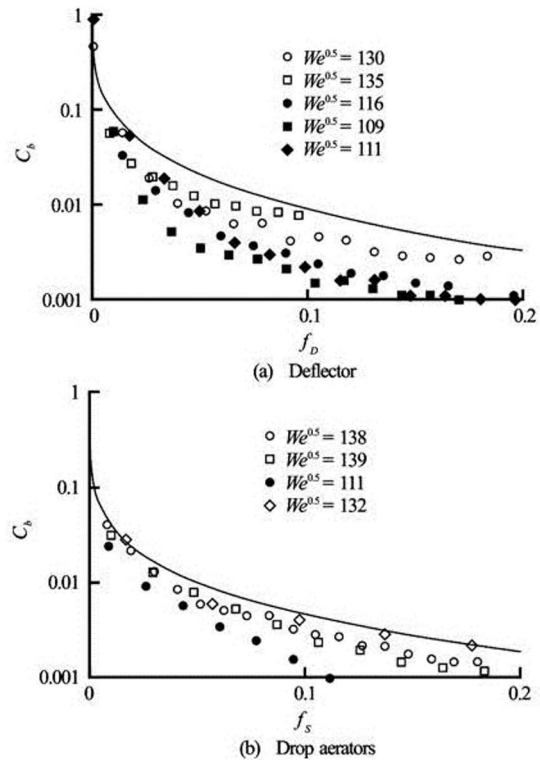 1
0.1
0.01
0.001
C_b
We^0.5 = 130
We^0.5 = 135
We^0.5 = 116
We^0.5 = 109
We^0.5 = 111
0 0.1 0.2
f_D
(a) Deflector
1
0.1
0.01
0.001
C_b
We^0.5 = 138
We^0.5 = 139
We^0.5 = 111
We^0.5 = 132
0 0.1 0.2
f_S
(b) Drop aerators